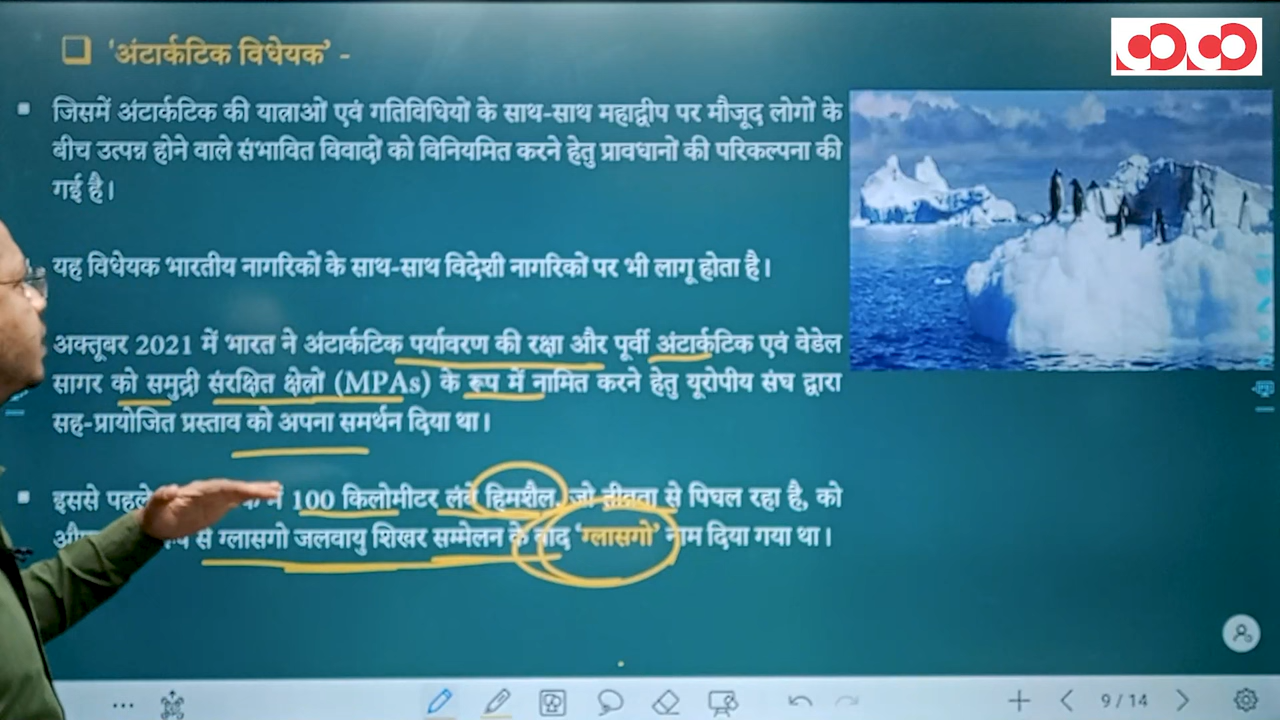 'अंटार्कटिक विधेयक' -
जिसमें अंटार्कटिक की यात्राओं एवं गतिविधियों के साथ-साथ महाद्वीप पर मौजूद लोगों के
बीच उत्पन्न होने वाले संभावित विवादों को विनियमित करने हेतु प्रावधानों की परिकल्पना की
गई है।
यह विधेयक भारतीय नागरिकों के साथ-साथ विदेशी नागरिकों पर भी लागू होता है।
अक्तूबर 2021 में भारत ने अंटार्कटिक पर्यावरण की रक्षा और पूर्वी अंटार्कटिक एवं वेडेल
सागर को समुद्री संरक्षित क्षेत्रों (MPAs) के रूप में नामित करने हेतु यूरोपीय संघ द्वारा
सह-प्रायोजित प्रस्ताव को अपना समर्थन दिया था।
इससे पहले में 100 किलोमीटर लंबे हिमशैल, जो तीव्रता से पिघल रहा है, को
से ग्लासगो जलवायु शिखर सम्मेलन के बाद 'ग्लासगो' नाम दिया गया था।
9/14